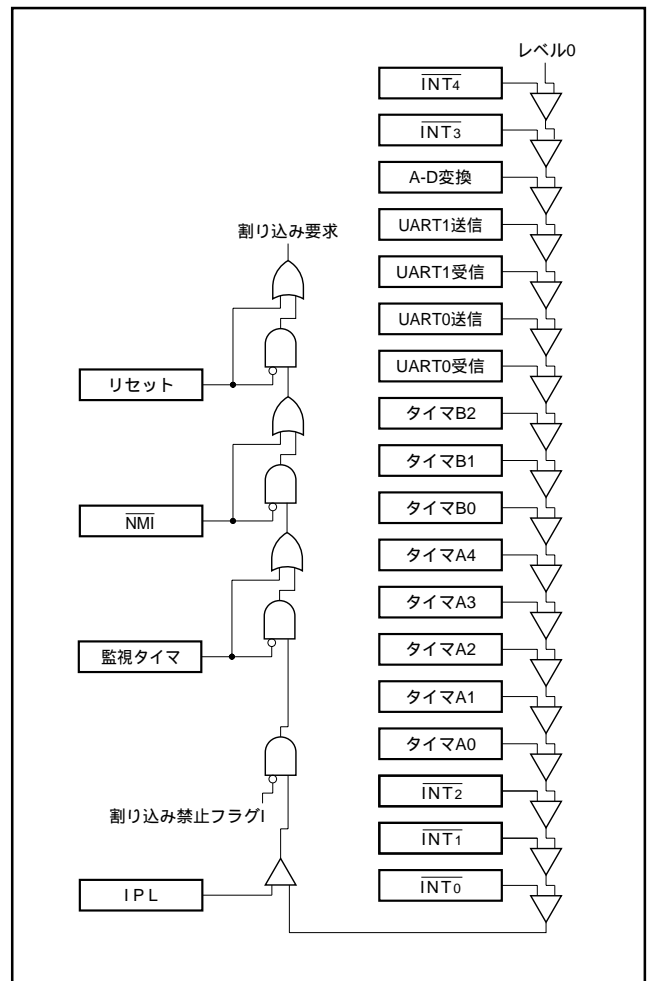 レベル0
INT4
INT3
A-D変換
UART1送信
割り込み要求
UART1受信
UART0送信
リセット
UART0受信
タイマB2
タイマB1
NMI
タイマB0
タイマA4
タイマA3
監視タイマ
タイマA2
タイマA1
タイマA0
割り込み禁止フラグI
INT2
INT1
IPL
INT0